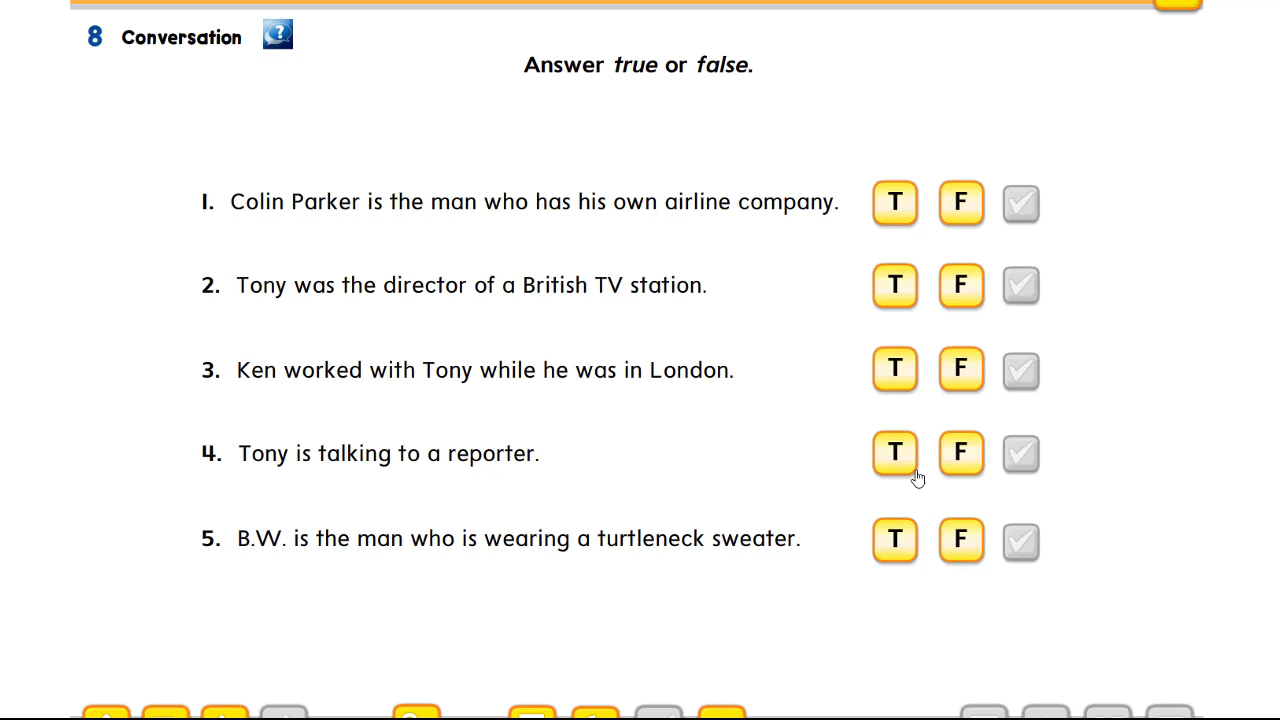 8 Conversation ?
Answer true or false.
1. Colin Parker is the man who has his own airline company. T F
2. Tony was the director of a British TV station. T F
3. Ken worked with Tony while he was in London. T F
4. Tony is talking to a reporter. T F
5. B.W. is the man who is wearing a turtleneck sweater. T F